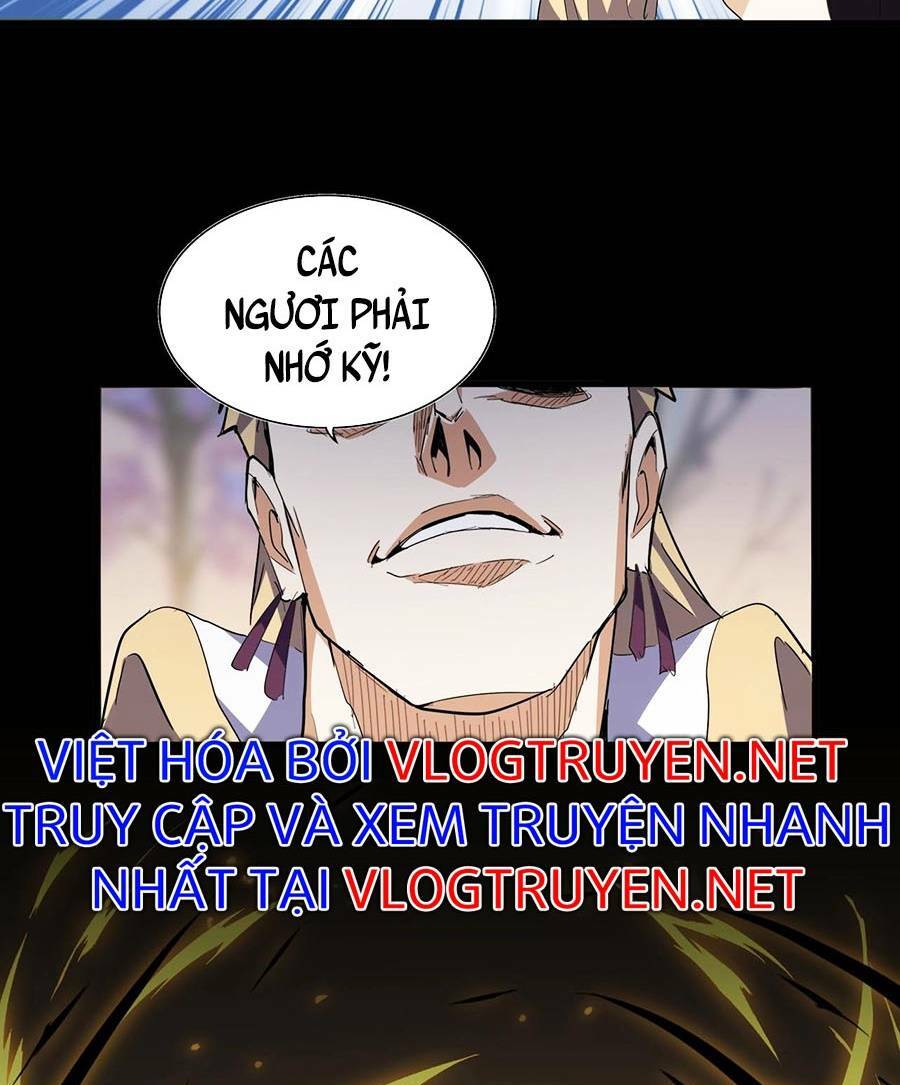 CÁC
NGƯƠI PHẢI
NHỚ KỸ!
VIỆT HÓA BỞI VLOGTRUYEN.NET
TRUY CẬP VÀ XEM TRUYỆN NHANH
NHẤT TẠI VLOGTRUYEN.NET